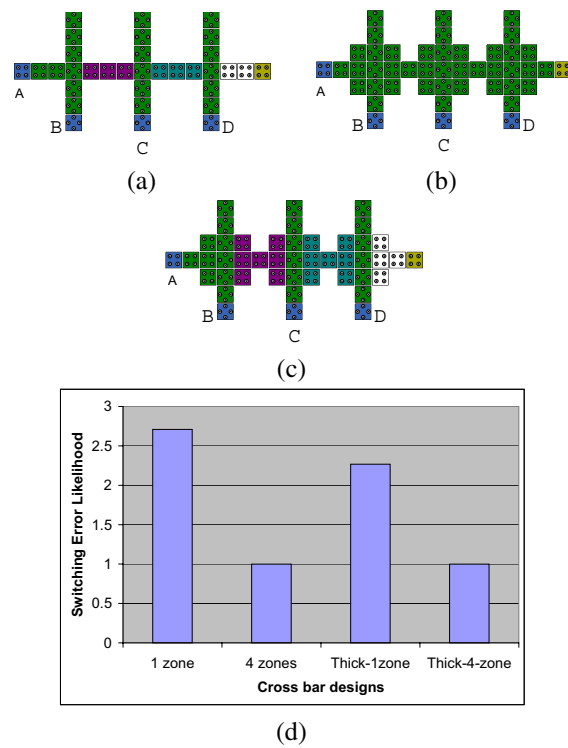 A
B
C
D
(a)
A
B
C
D
(b)
A
B
C
D
(c)
Switching Error Likelihood
3
2.5
2
1.5
1
0.5
0
1 zone 4 zones Thick-1zone Thick-4-zone
Cross bar designs
(d)